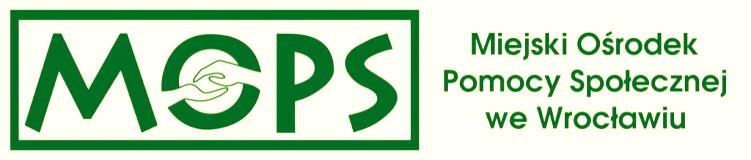 MOPS
Miejski Ośrodek
Pomocy Społecznej
we Wrocławiu